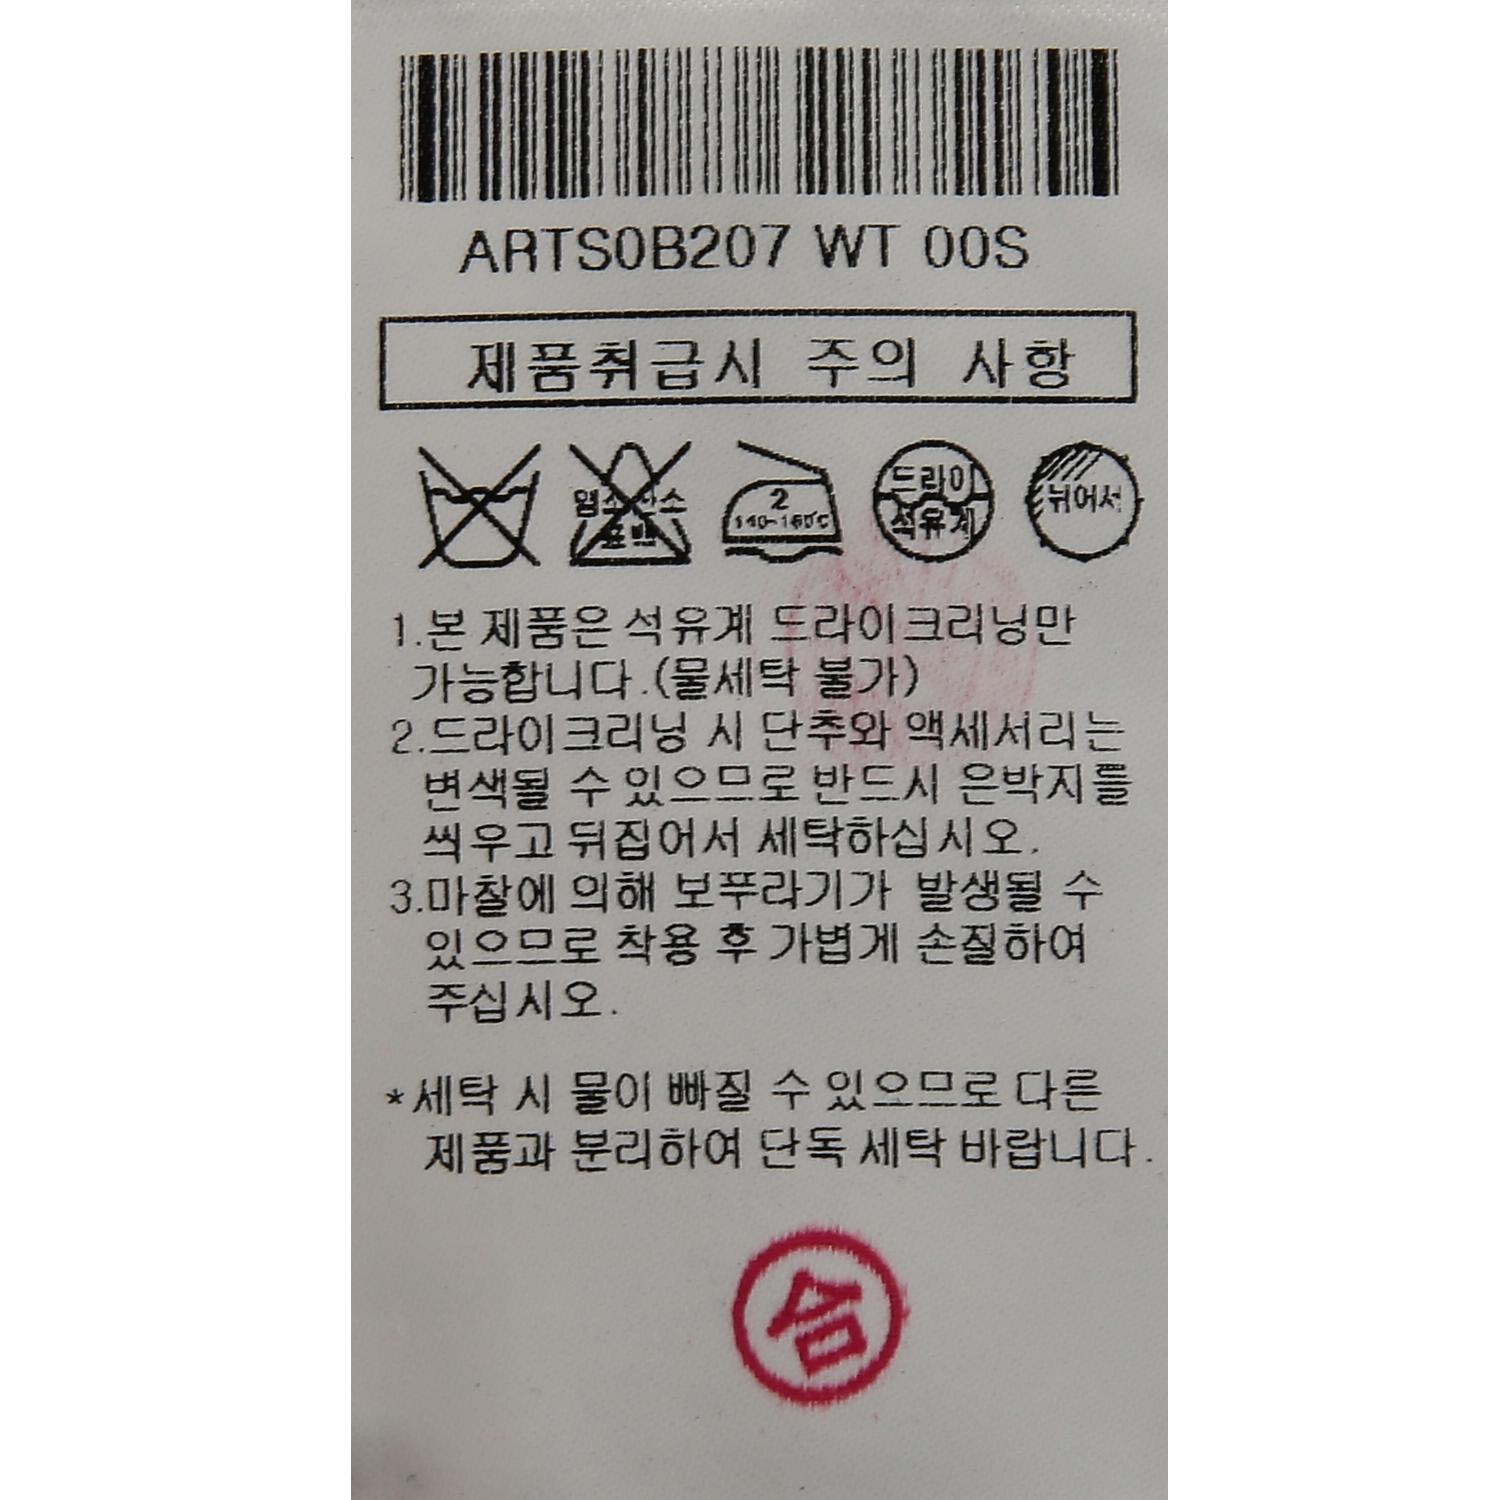 ARTS0B207 WT 00S
제품취급시 주의 사항
염소산소
표백
2
140~160℃
드라이
석유계
뉘어서
1.본 제품은 석유계 드라이크리닝만
가능합니다.(물세탁 불가)
2.드라이크리닝 시 단추와 액세서리는
변색될 수 있으므로 반드시 은박지를
씌우고 뒤집어서 세탁하십시오.
3.마찰에 의해 보푸라기가 발생될 수
있으므로 착용 후 가볍게 손질하여
주십시오.
*세탁 시 물이 빠질 수 있으므로 다른
제품과 분리하여 단독 세탁 바랍니다.
합